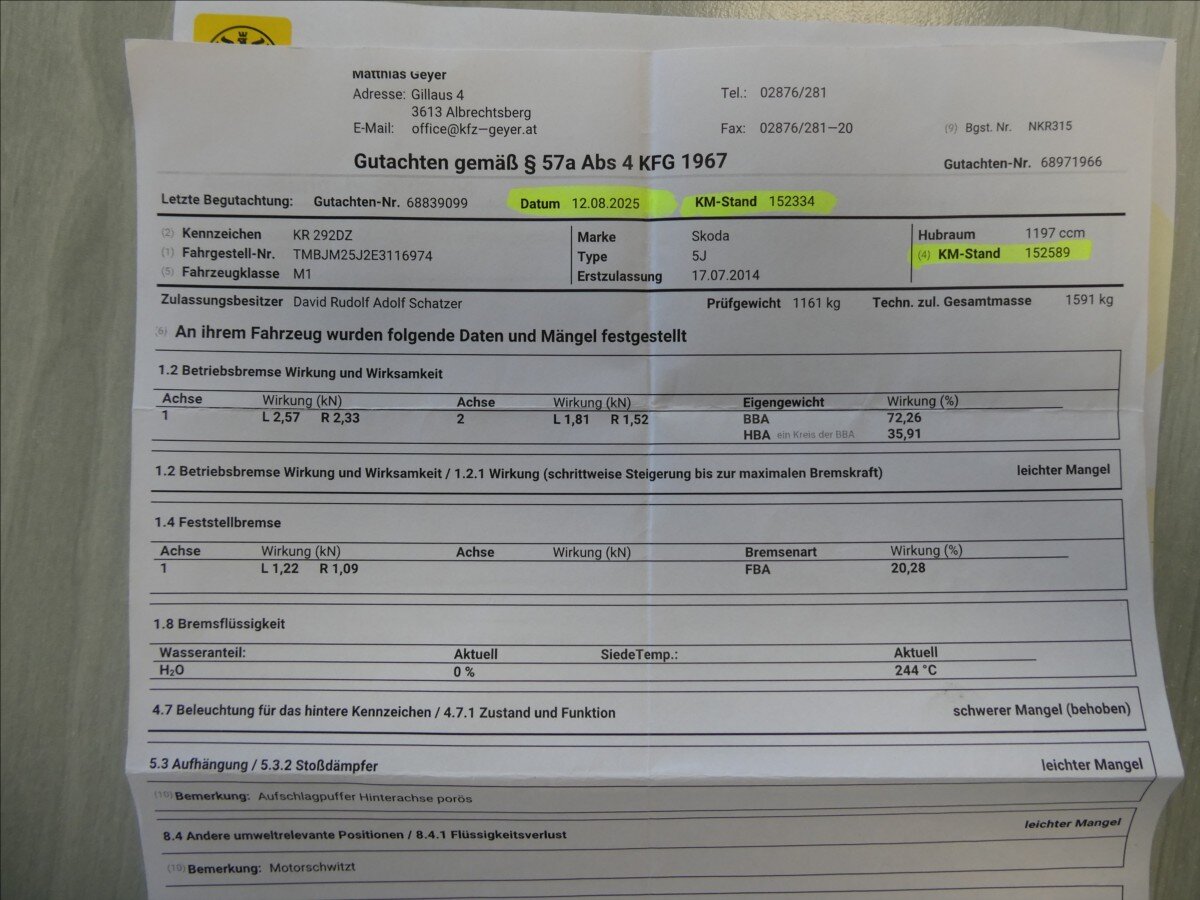 Matthias Geyer
Adresse: Gillaus 4
3613 Albrechtsberg
E-Mail: office@kfz—geyer.at
Tel.: 02876/281
Fax: 02876/281—20
(9) Bgst. Nr. NKR315
Gutachten gemäß § 57a Abs 4 KFG 1967
Gutachten-Nr. 68971966
Letzte Begutachtung: Gutachten-Nr. 68839099 Datum 12.08.2025 KM-Stand 152334
(2) Kennzeichen KR 292DZ Marke Skoda Hubraum 1197 ccm
(1) Fahrgestell-Nr. TMBJM25J2E3116974 Type 5J (4) KM-Stand 152589
(5) Fahrzeugklasse M1 Erstzulassung 17.07.2014
Zulassungsbesitzer David Rudolf Adolf Schatzer Prüfgewicht 1161 kg Techn. zul. Gesamtmasse 1591 kg
(6) An ihrem Fahrzeug wurden folgende Daten und Mängel festgestellt
1.2 Betriebsbremse Wirkung und Wirksamkeit
Achse Wirkung (kN) Achse Wirkung (kN) Eigengewicht Wirkung (%)
1 L 2,57 R 2,33 2 L 1,81 R 1,52 BBA 72,26
HBA ein Kreis der BBA 35,91
1.2 Betriebsbremse Wirkung und Wirksamkeit / 1.2.1 Wirkung (schrittweise Steigerung bis zur maximalen Bremskraft) leichter Mangel
1.4 Feststellbremse
Achse Wirkung (kN) Achse Wirkung (kN) Bremsenart Wirkung (%)
1 L 1,22 R 1,09 FBA 20,28
1.8 Bremsflüssigkeit
Wasseranteil: Aktuell SiedeTemp.: Aktuell
H₂O 0 % 244 °C
4.7 Beleuchtung für das hintere Kennzeichen / 4.7.1 Zustand und Funktion schwerer Mangel (behoben)
5.3 Aufhängung / 5.3.2 Stoßdämpfer leichter Mangel
(10) Bemerkung: Aufschlagpuffer Hinterachse porös
8.4 Andere umweltrelevante Positionen / 8.4.1 Flüssigkeitsverlust leichter Mangel
(10) Bemerkung: Motorschwitzt